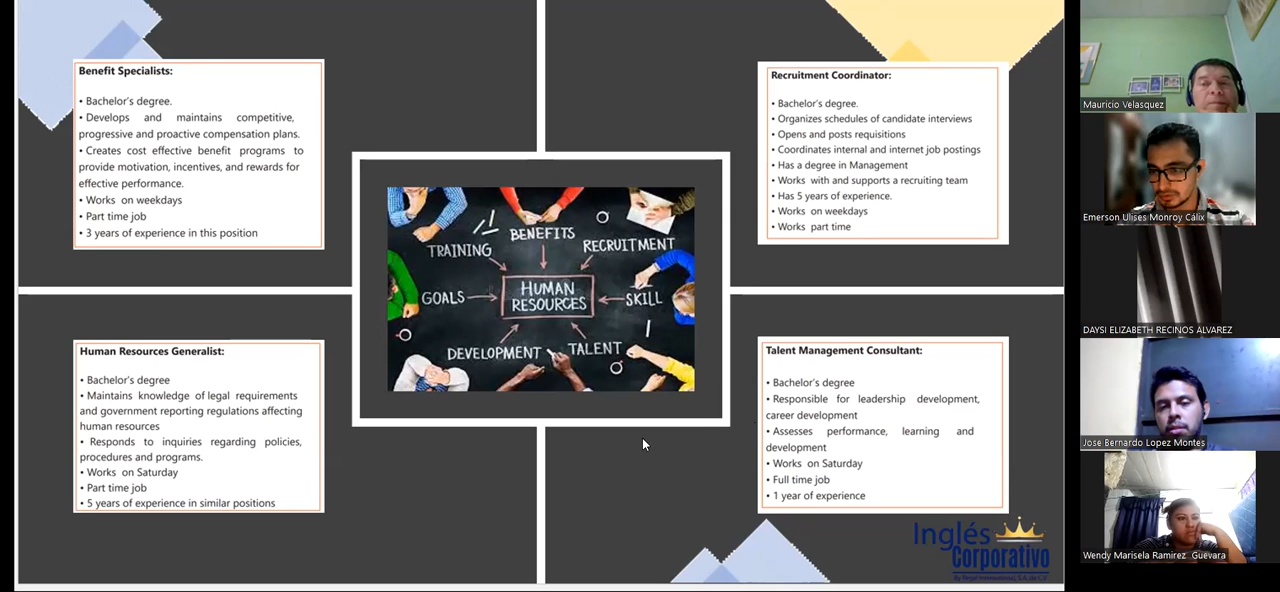 Benefit Specialists:
• Bachelor's degree.
• Develops and maintains competitive,
progressive and proactive compensation plans.
• Creates cost effective benefit programs to
provide motivation, incentives, and rewards for
effective performance.
• Works on weekdays
• Part time job
• 3 years of experience in this position
Recruitment Coordinator:
• Bachelor's degree.
• Organizes schedules of candidate interviews
• Opens and posts requisitions
• Coordinates internal and internet job postings
• Has a degree in Management
• Works with and supports a recruiting team
• Has 5 years of experience.
• Works on weekdays
• Works part time
TRAINING
BENEFITS
RECRUITMENT
GOALS
HUMAN
RESOURCES
SKILL
DEVELOPMENT
TALENT
Human Resources Generalist:
• Bachelor's degree
• Maintains knowledge of legal requirements
and government reporting regulations affecting
human resources
• Responds to inquiries regarding policies,
procedures and programs.
• Works on Saturday
• Part time job
• 5 years of experience in similar positions
Talent Management Consultant:
• Bachelor's degree
• Responsible for leadership development,
career development
• Assesses performance, learning and
development
• Works on Saturday
• Full time job
• 1 year of experience
Inglés
Corporativo
By Regal International, S.A. de C.V
Mauricio Velasquez
Emerson Ulises Monroy Cálix
DAYSI ELIZABETH RECINOS ALVAREZ
Jose Bernardo Lopez Montes
Wendy Marisela Ramirez Guevara